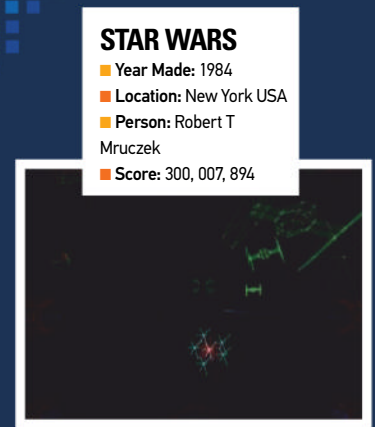 STAR WARS
Year Made: 1984
Location: New York USA
Person: Robert T
Mruczek
Score: 300, 007, 894